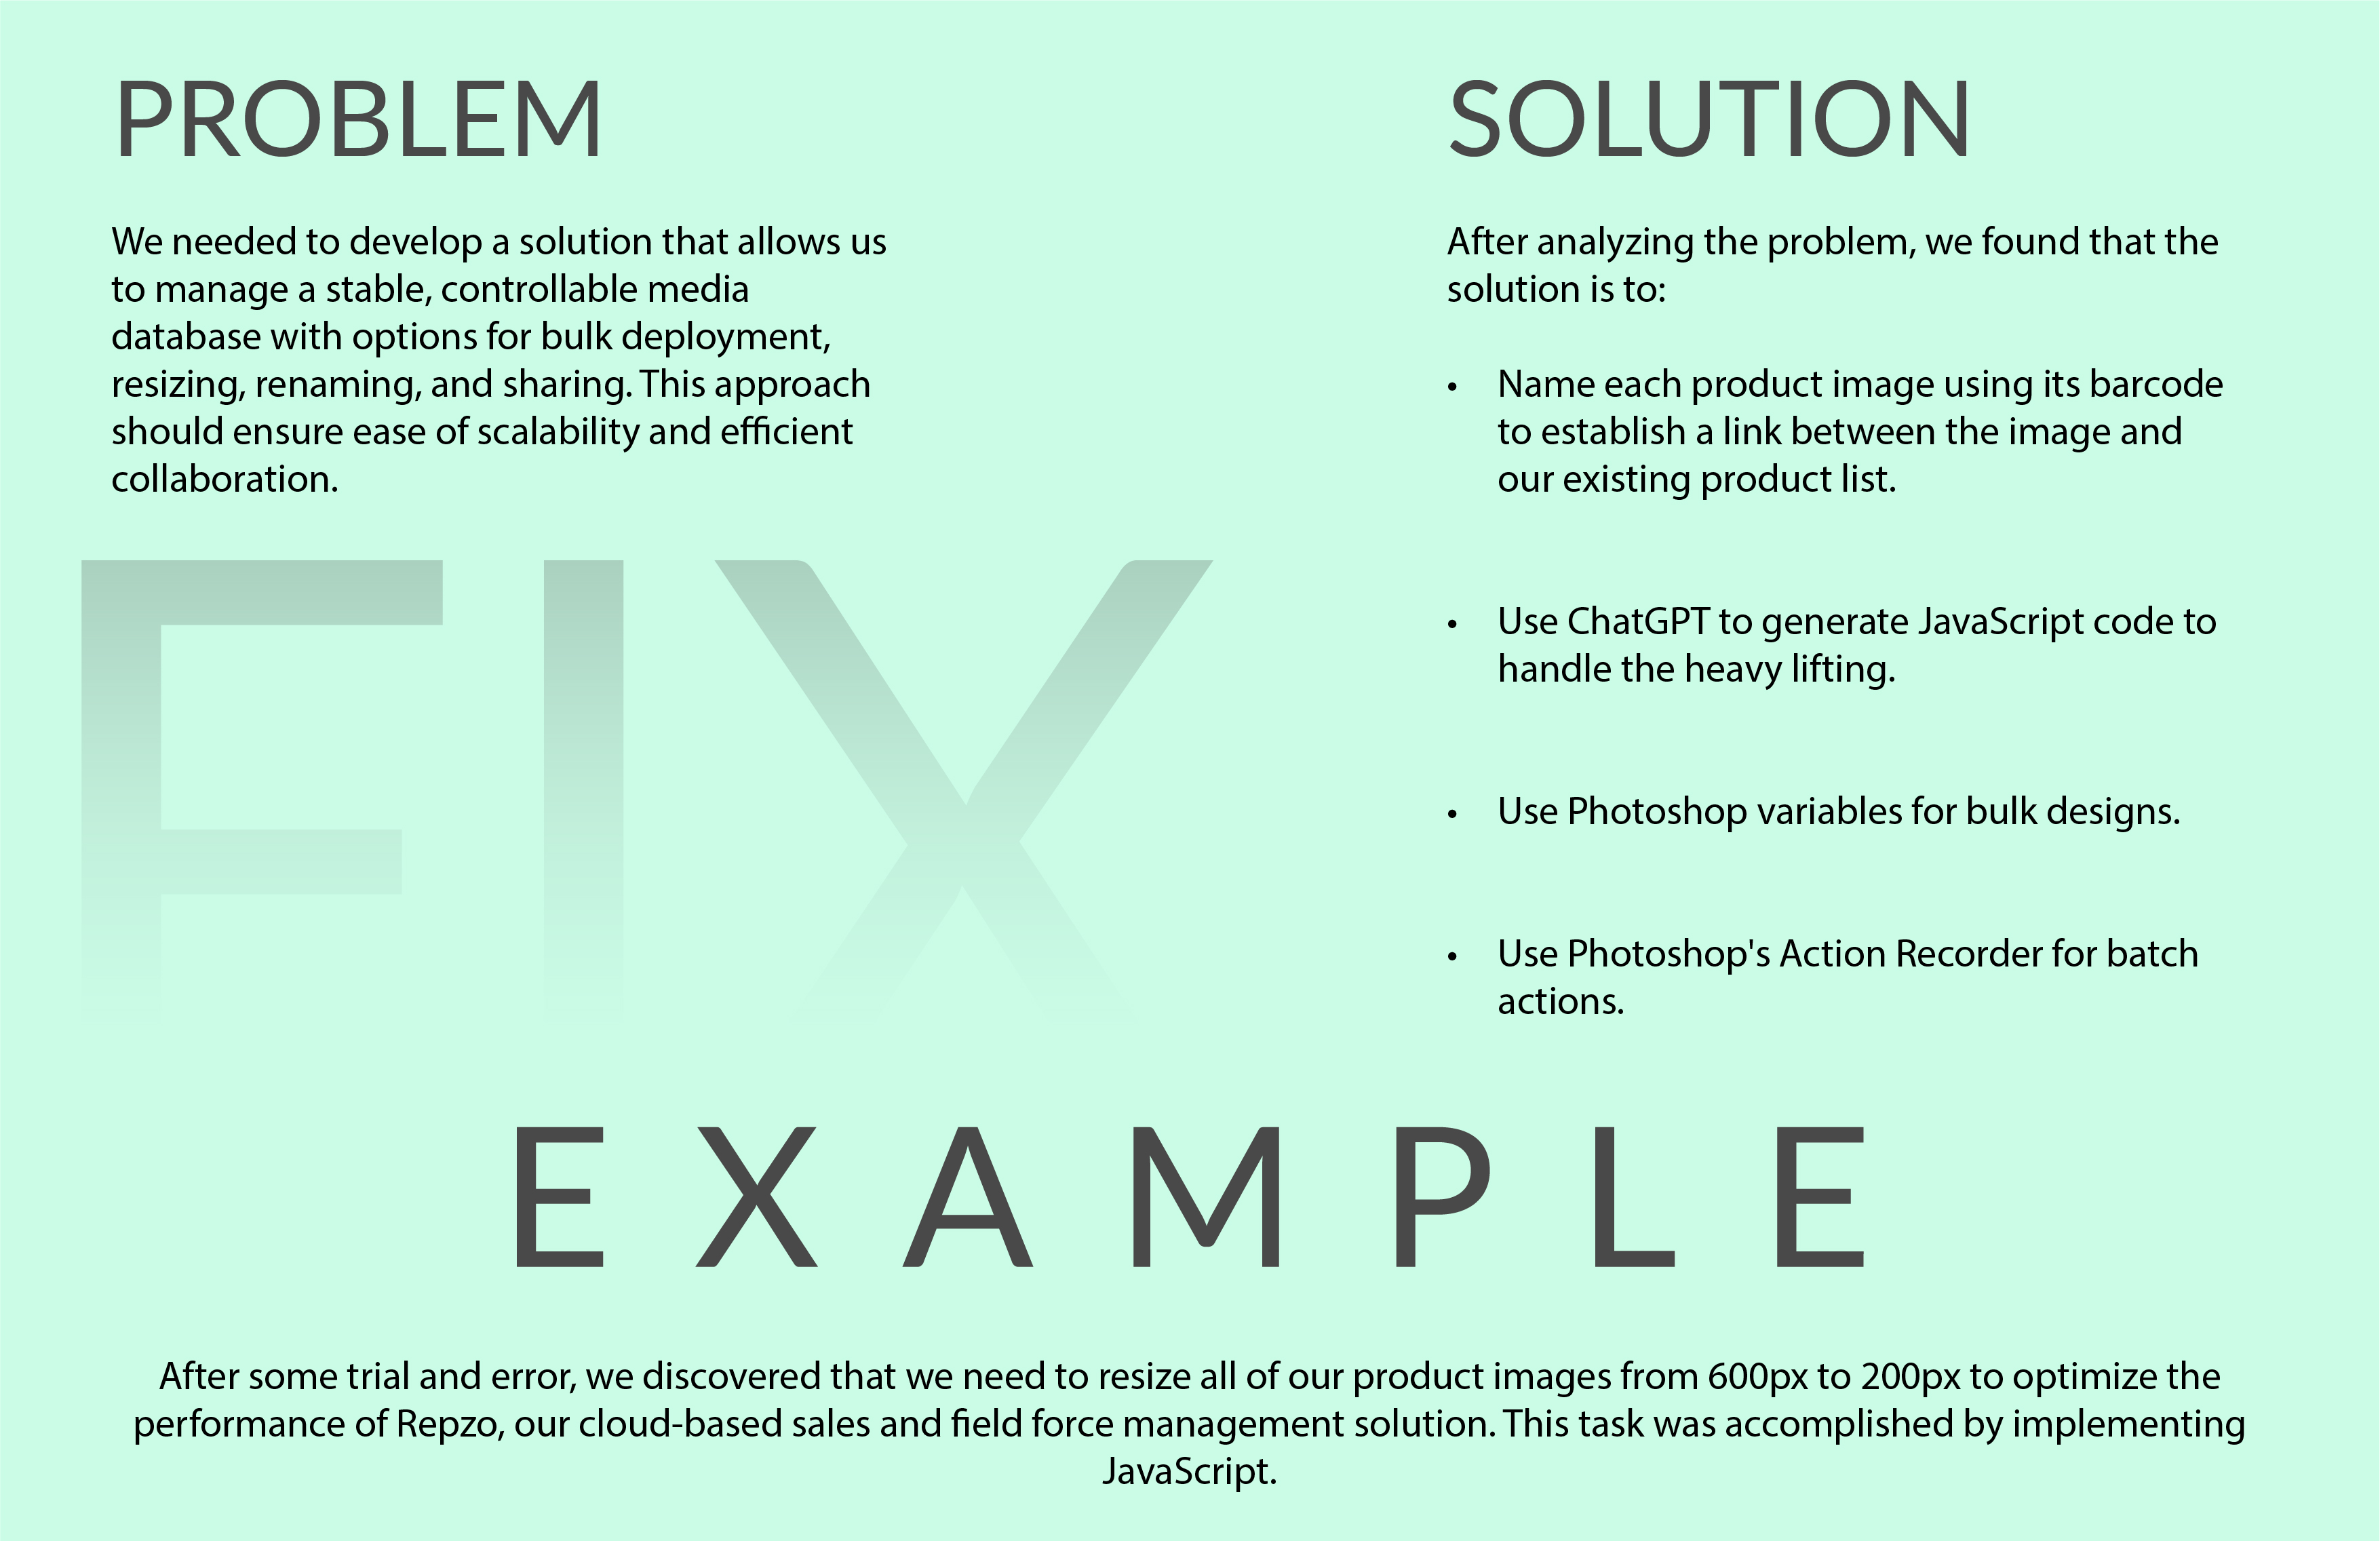 PROBLEM
We needed to develop a solution that allows us
to manage a stable, controllable media
database with options for bulk deployment,
resizing, renaming, and sharing. This approach
should ensure ease of scalability and efficient
collaboration.
FIX
SOLUTION
After analyzing the problem, we found that the
solution is to:
• Name each product image using its barcode
to establish a link between the image and
our existing product list.
• Use ChatGPT to generate JavaScript code to
handle the heavy lifting.
• Use Photoshop variables for bulk designs.
• Use Photoshop's Action Recorder for batch
actions.
EXAMPLE
After some trial and error, we discovered that we need to resize all of our product images from 600px to 200px to optimize the
performance of Repzo, our cloud-based sales and field force management solution. This task was accomplished by implementing
JavaScript.